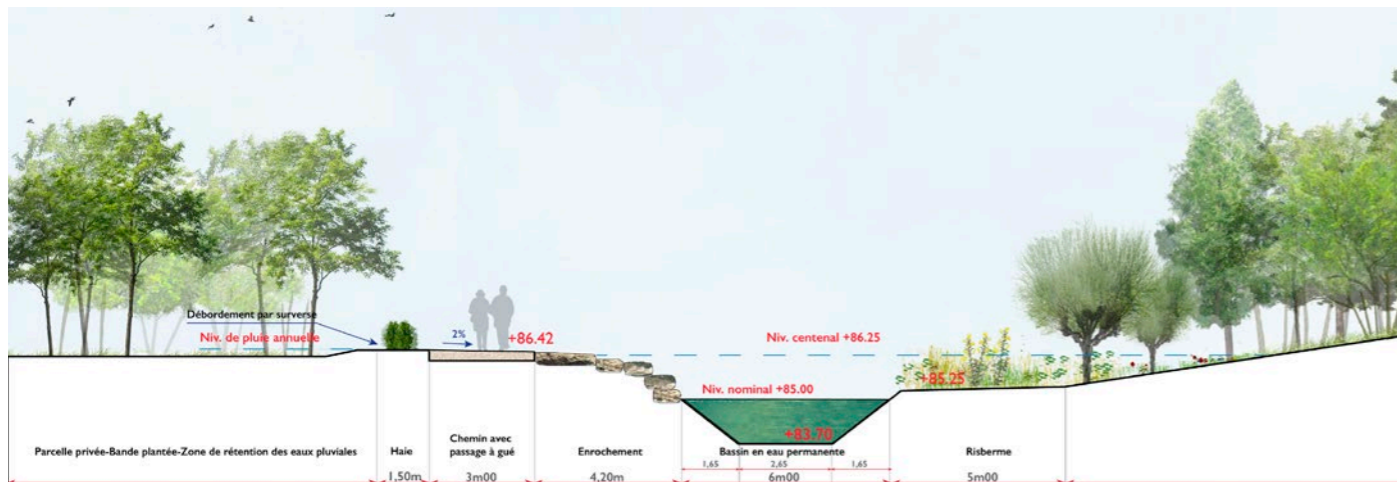 Débordement par surverse
Niv. de pluie annuelle
2%
+86.42
Niv. centenal +86.25
+85.25
Niv. nominal +85.00
+83.70
Parcelle privée-Bande plantée-Zone de rétention des eaux pluviales
Haie
Chemin avec
passage à gué
Enrochement
Bassin en eau permanente
Risberme
1,65
2,65
1,65
1,50m
3m00
4,20m
6m00
5m00